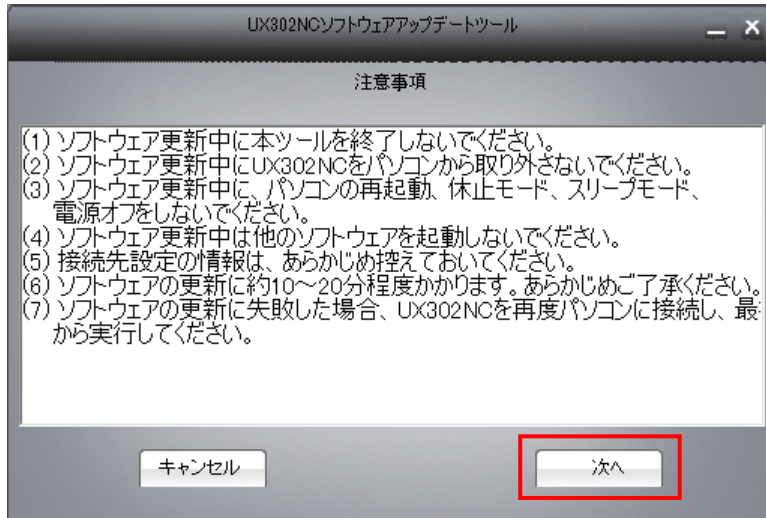 UX302NCソフトウェアアップデートツール
注意事項
(1) ソフトウェア更新中に本ツールを終了しないでください。
(2) ソフトウェア更新中にUX302NCをパソコンから取り外さないでください。
(3) ソフトウェア更新中に、パソコンの再起動、休止モード、スリープモード、
電源オフをしないでください。
(4) ソフトウェア更新中は他のソフトウェアを起動しないでください。
(5) 接続先設定の情報は、あらかじめ控えておいてください。
(6) ソフトウェアの更新に約10～20分程度かかります。あらかじめご了承ください。
(7) ソフトウェアの更新に失敗した場合、UX302NCを再度パソコンに接続し、最
から実行してください。
キャンセル
次へ